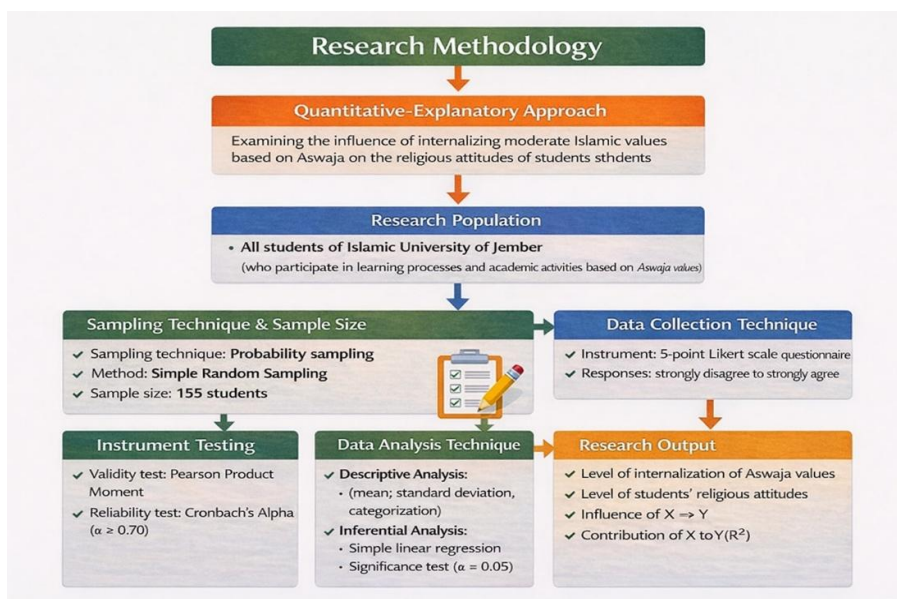 Research Methodology
Quantitative-Explanatory Approach
Examining the influence of internalizing moderate Islamic values
based on Aswaja on the religious attitudes of students sthdents
Research Population
• All students of Islamic University of Jember
(who participate in learning processes and academic activities based on Aswaja values)
Sampling Technique & Sample Size
✓ Sampling technique: Probability sampling
✓ Method: Simple Random Sampling
✓ Sample size: 155 students
Data Collection Technique
✓ Instrument: 5-point Likert scale questionnaire
✓ Responses: strongly disagree to strongly agree
Instrument Testing
✓ Validity test: Pearson Product
Moment
✓ Reliability test: Cronbach's Alpha
(α ≥ 0.70)
Data Analysis Technique
✓ Descriptive Analysis:
• (mean; standard deviation,
categorization)
✓ Inferential Analysis:
• Simple linear regression
• Significance test (α = 0.05)
Research Output
✓ Level of internalization of Aswaja values
✓ Level of students' religious attitudes
✓ Influence of X ⇒ Y
✓ Contribution of X to Y(R²)